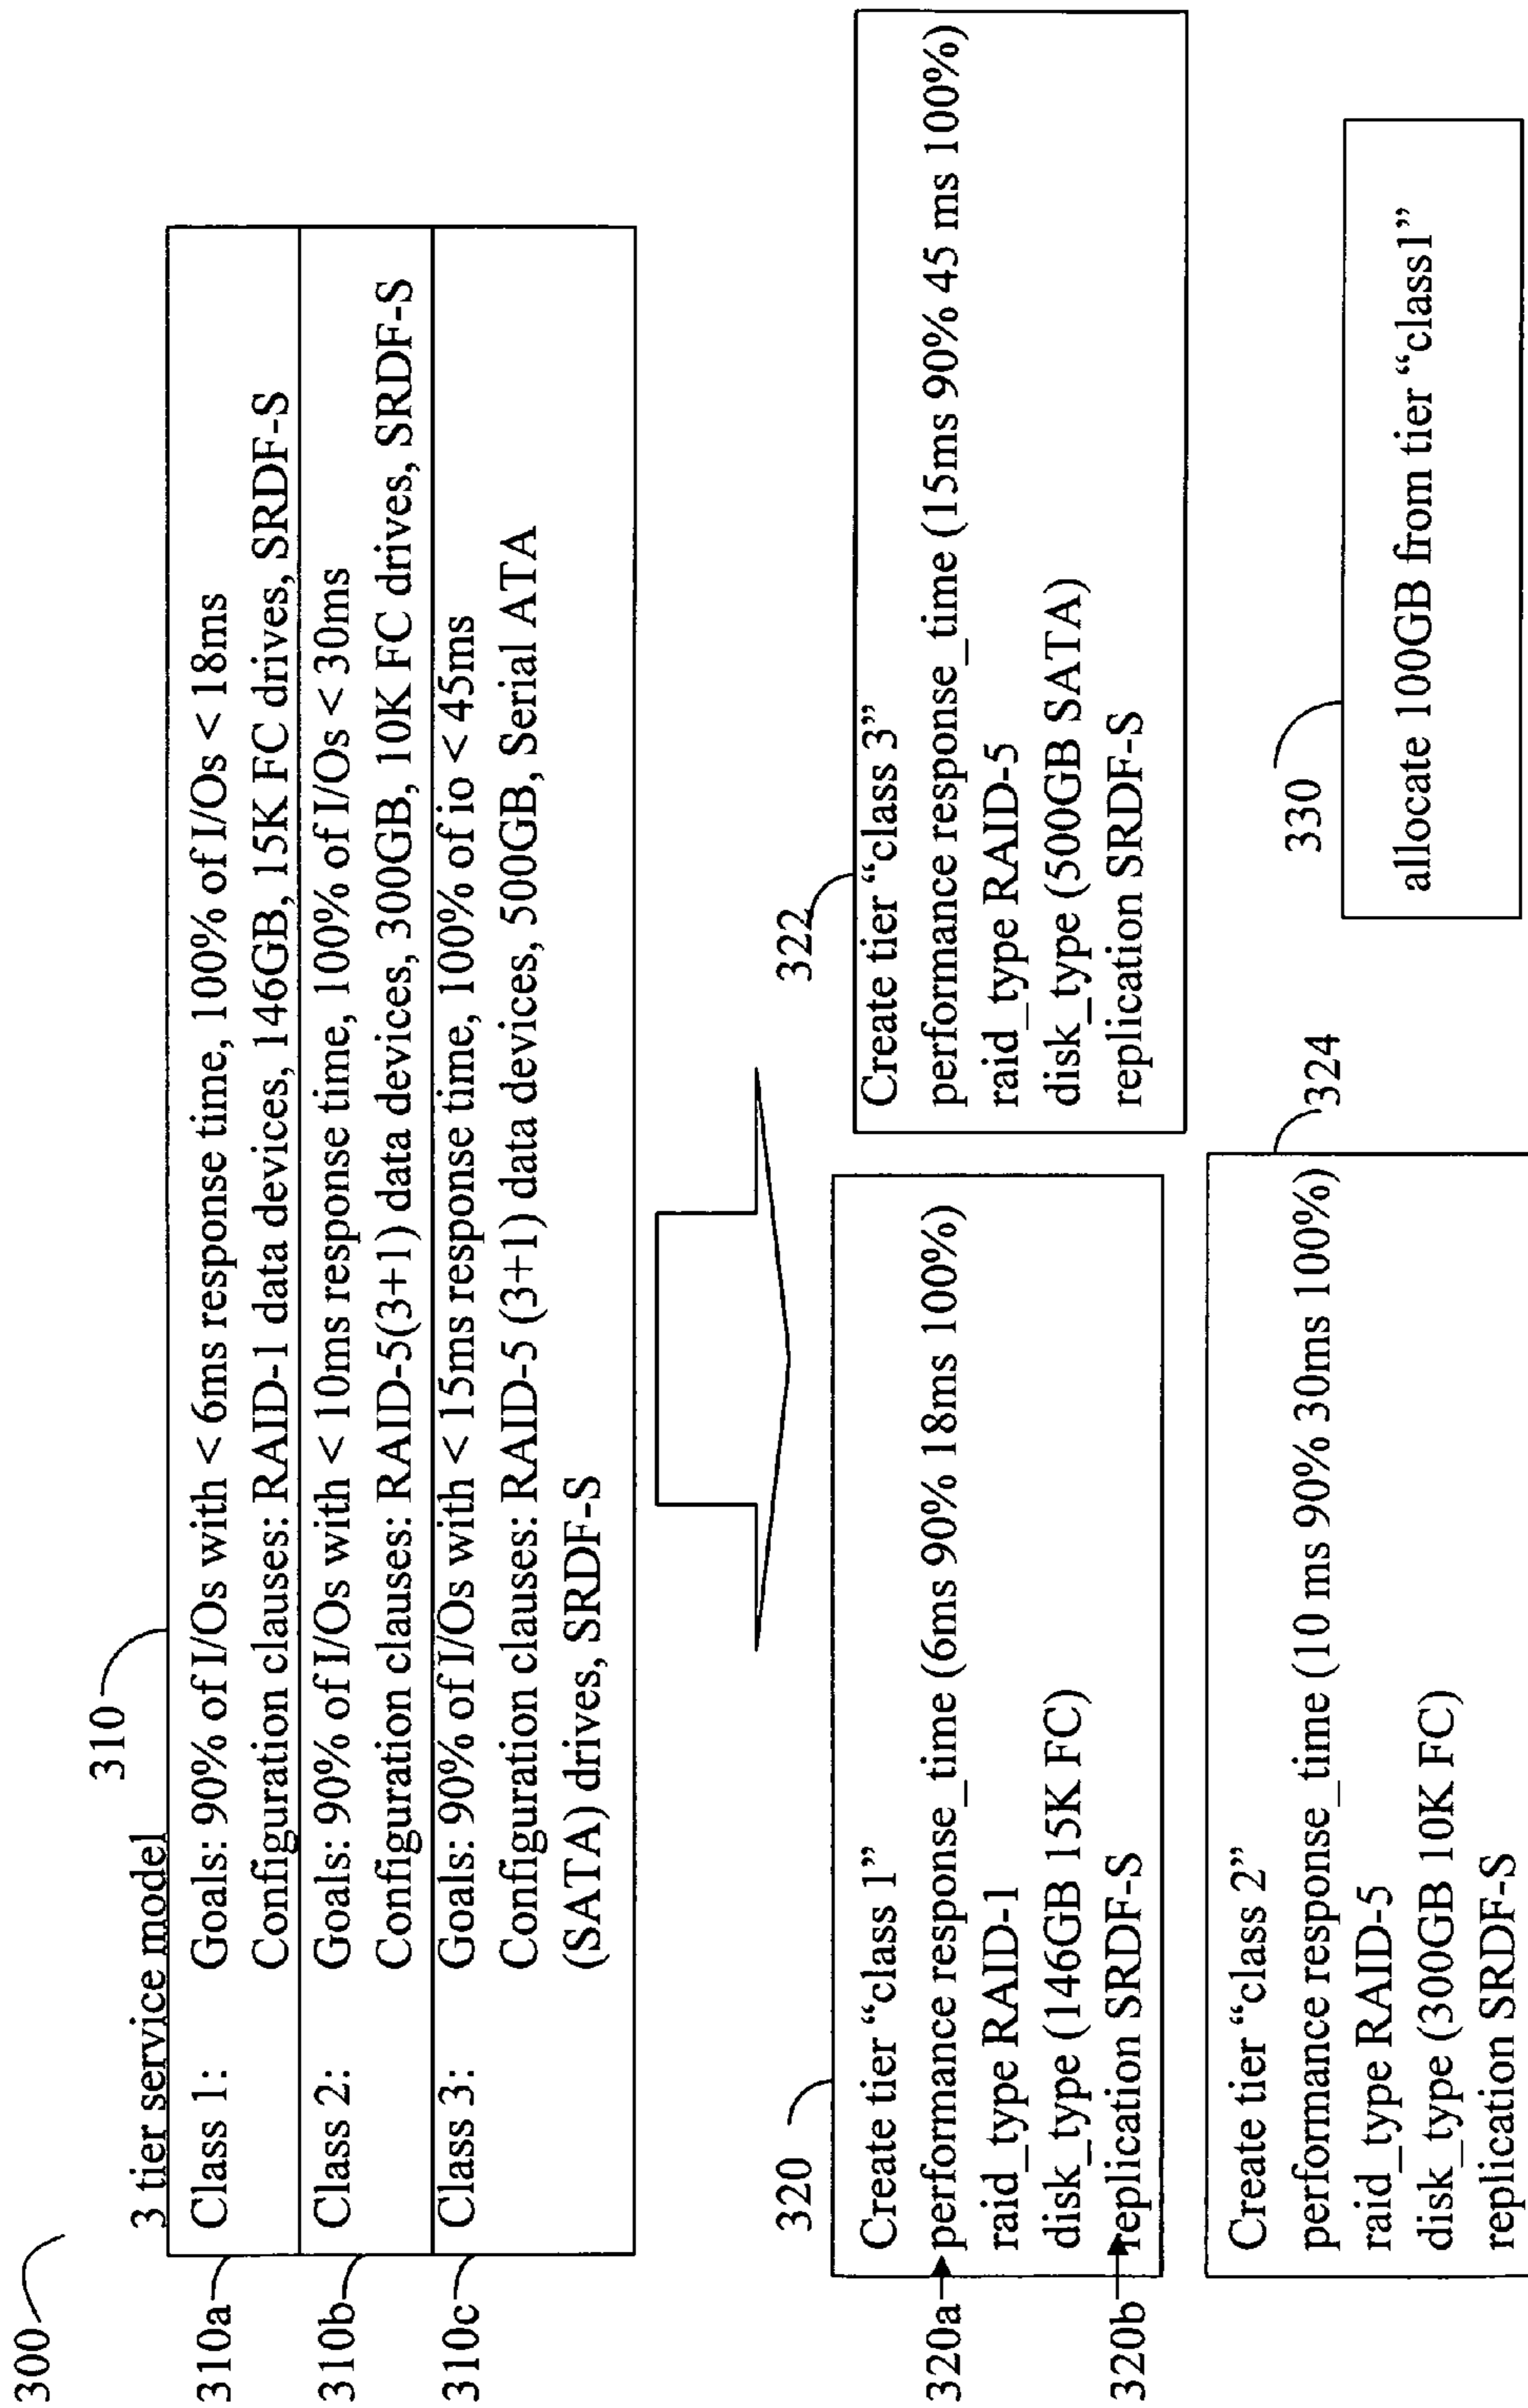 300
3 tier service model
310
310a
Class 1: Goals: 90% of I/Os with < 6ms response time, 100% of I/Os < 18ms
Configuration clauses: RAID-1 data devices, 146GB, 15K FC drives, SRDF-S
310b
Class 2: Goals: 90% of I/Os with < 10ms response time, 100% of I/Os < 30ms
Configuration clauses: RAID-5(3+1) data devices, 300GB, 10K FC drives, SRDF-S
310c
Class 3: Goals: 90% of I/Os with < 15ms response time, 100% of io < 45ms
Configuration clauses: RAID-5 (3+1) data devices, 500GB, Serial ATA
(SATA) drives, SRDF-S
320
Create tier “class 1”
320a
performance response_time (6ms 90% 18ms 100%)
raid_type RAID-1
disk_type (146GB 15K FC)
320b
replication SRDF-S
322
Create tier “class 3”
performance response_time (15ms 90% 45 ms 100%)
raid_type RAID-5
disk_type (500GB SATA)
replication SRDF-S
324
Create tier “class 2”
performance response_time (10 ms 90% 30ms 100%)
raid_type RAID-5
disk_type (300GB 10K FC)
replication SRDF-S
330
allocate 100GB from tier “class1”